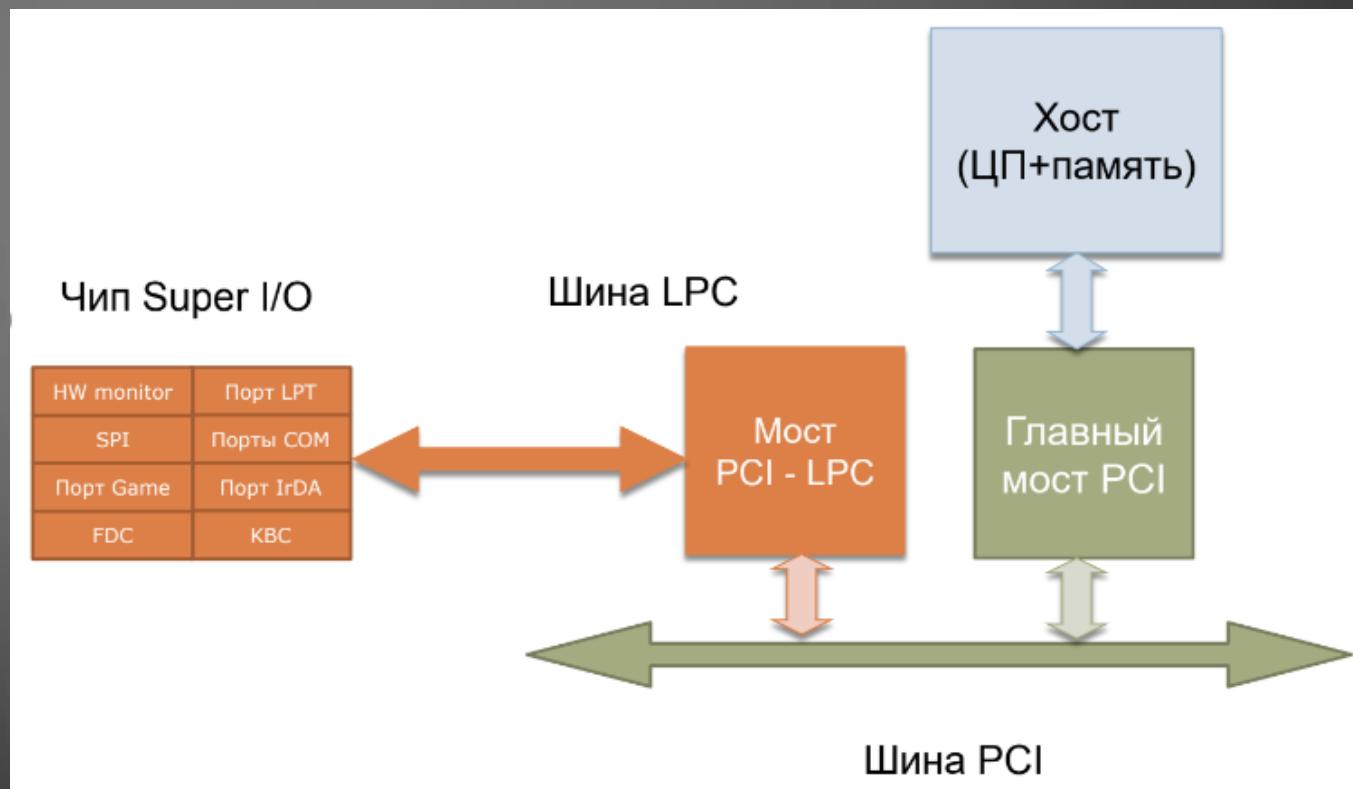 Хост
(ЦП+память)
Чип Super I/O
Шина LPC
HW monitor
Порт LPT
SPI
Порты COM
Порт Game
Порт IrDA
FDC
KBC
Мост
PCI - LPC
Главный
мост PCI
Шина PCI